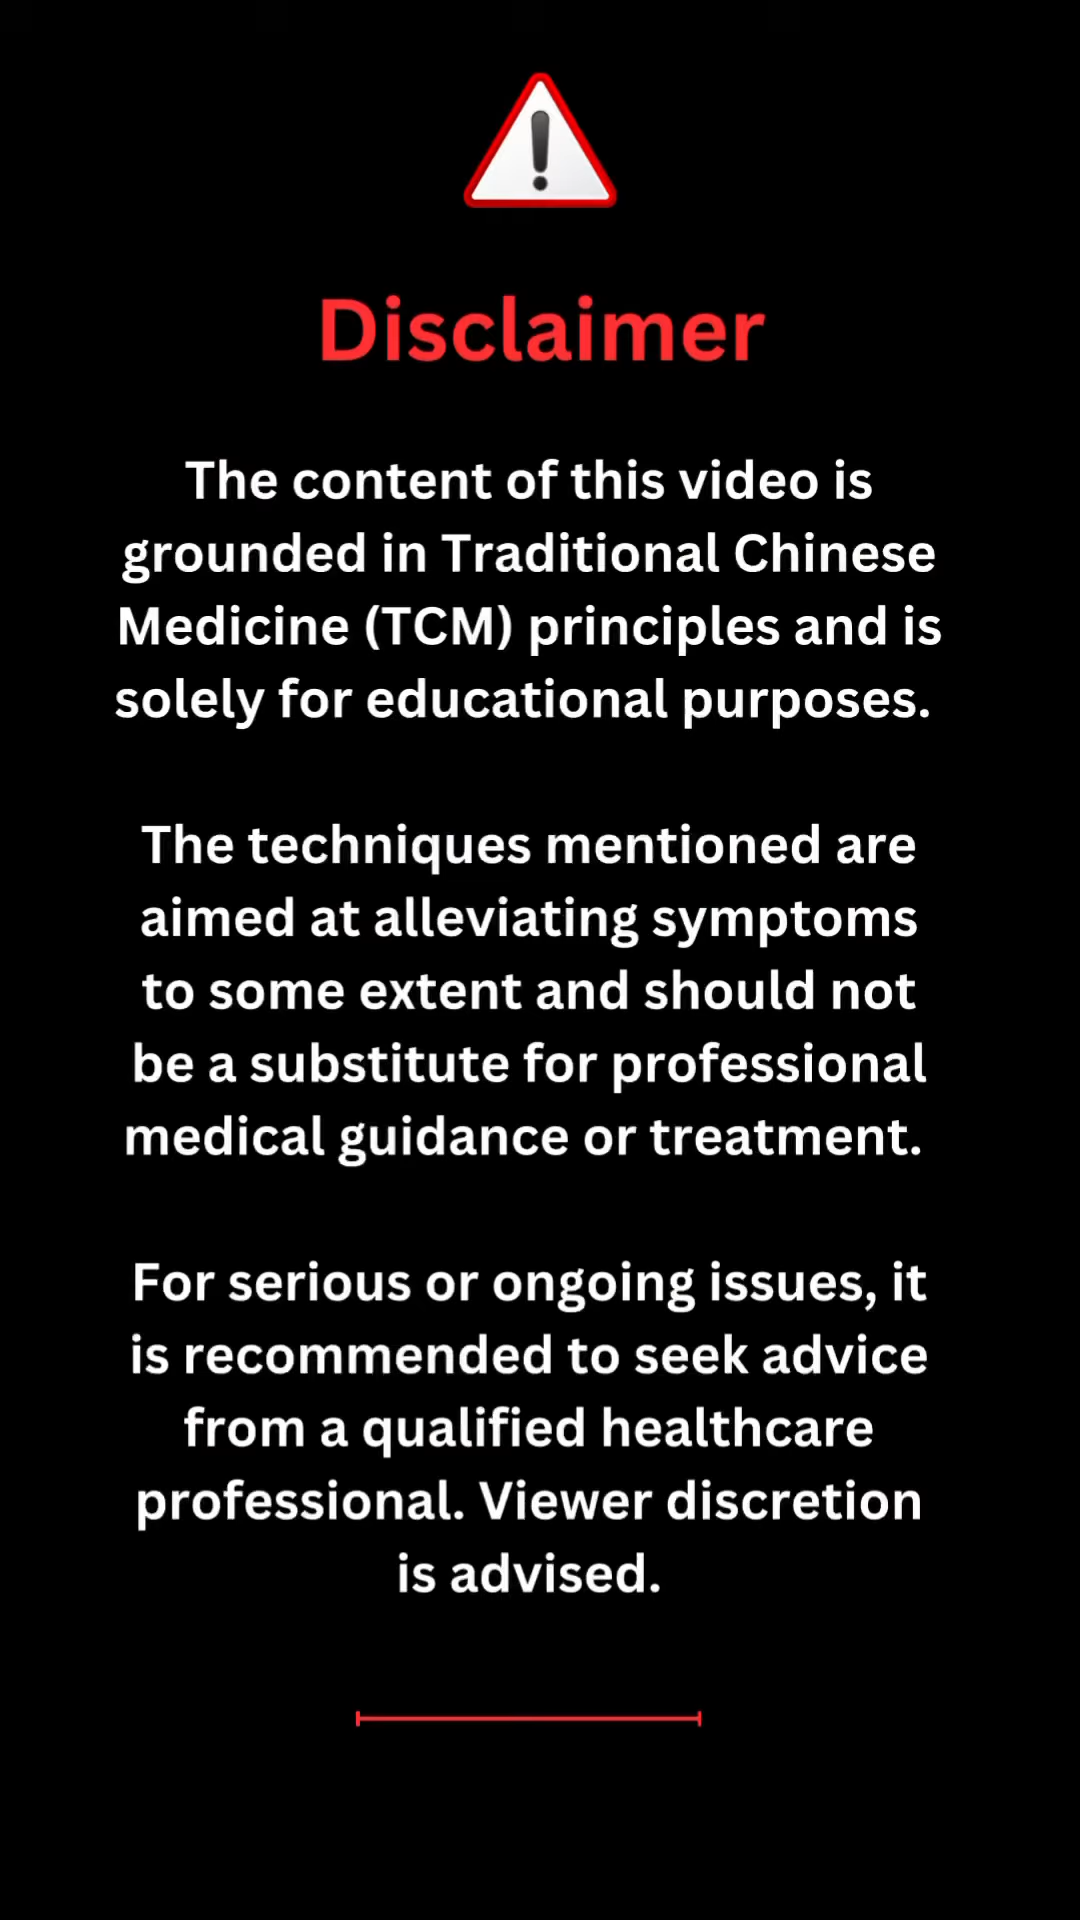 Disclaimer
The content of this video is
grounded in Traditional Chinese
Medicine (TCM) principles and is
solely for educational purposes.
The techniques mentioned are
aimed at alleviating symptoms
to some extent and should not
be a substitute for professional
medical guidance or treatment.
For serious or ongoing issues, it
is recommended to seek advice
from a qualified healthcare
professional. Viewer discretion
is advised.